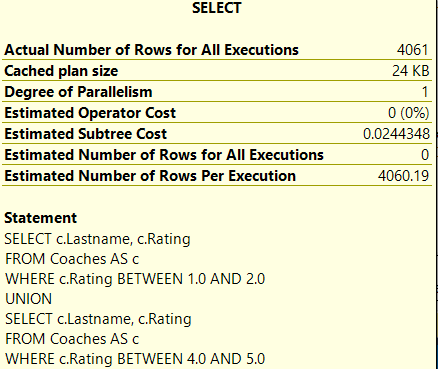 SELECT
Actual Number of Rows for All Executions 4061
Cached plan size 24 KB
Degree of Parallelism 1
Estimated Operator Cost 0 (0%)
Estimated Subtree Cost 0.0244348
Estimated Number of Rows for All Executions 0
Estimated Number of Rows Per Execution 4060.19
Statement
SELECT c.Lastname, c.Rating
FROM Coaches AS c
WHERE c.Rating BETWEEN 1.0 AND 2.0
UNION
SELECT c.Lastname, c.Rating
FROM Coaches AS c
WHERE c.Rating BETWEEN 4.0 AND 5.0